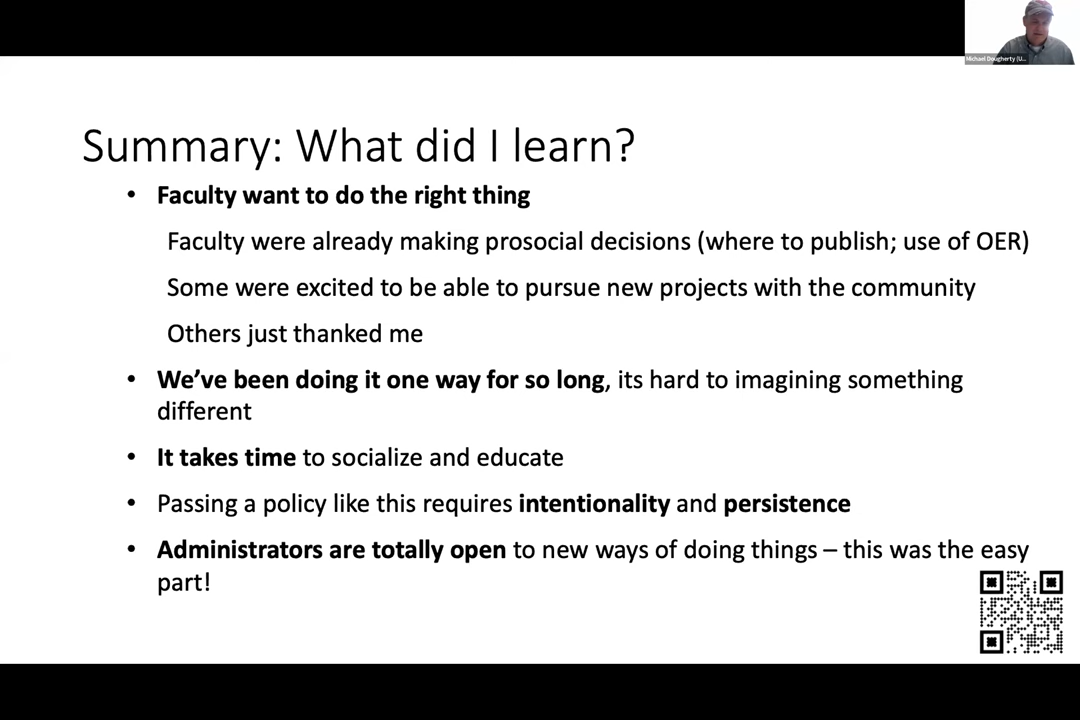 Michael Dougherty (U...
Summary: What did I learn?
• Faculty want to do the right thing
Faculty were already making prosocial decisions (where to publish; use of OER)
Some were excited to be able to pursue new projects with the community
Others just thanked me
• We’ve been doing it one way for so long, its hard to imagining something
different
• It takes time to socialize and educate
• Passing a policy like this requires intentionality and persistence
• Administrators are totally open to new ways of doing things – this was the easy
part!